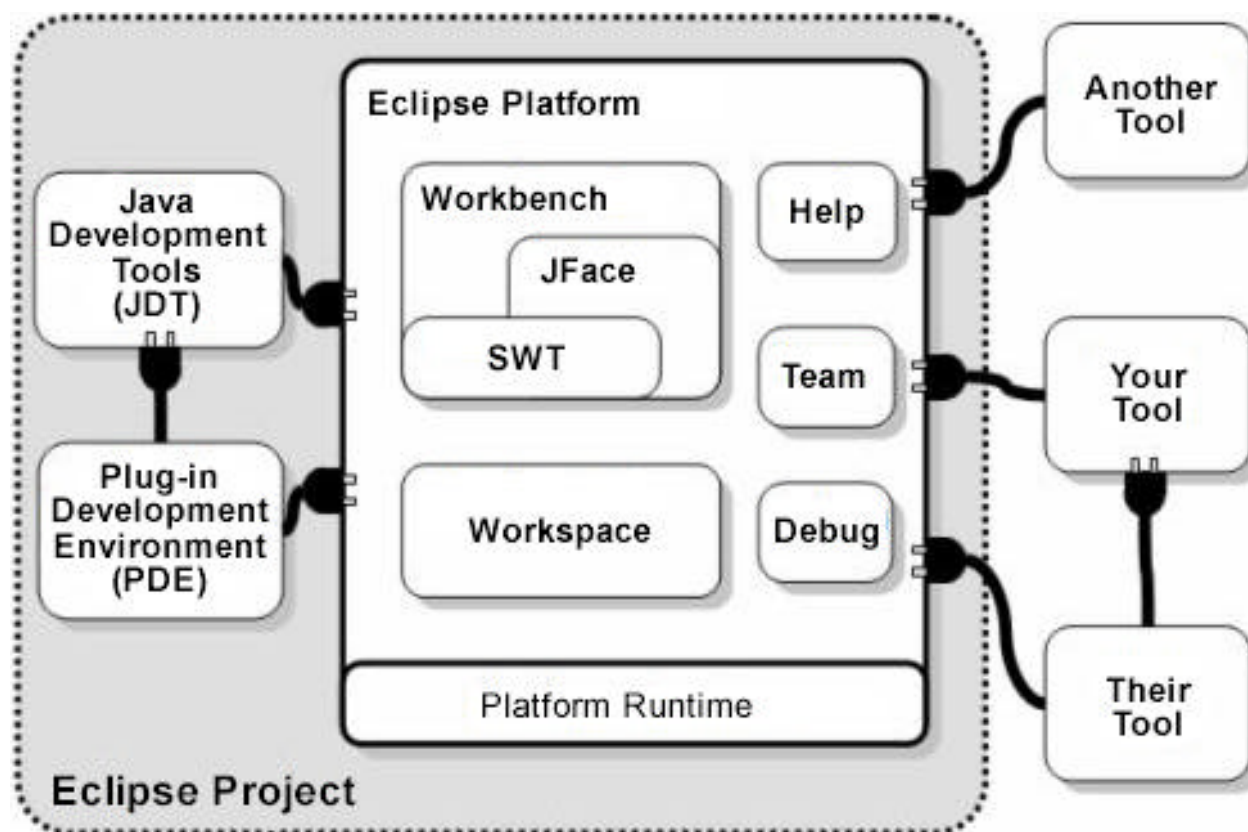 Eclipse Platform
Another
Tool
Workbench
Help
Java
Development
Tools
(JDT)
JFace
SWT
Team
Your
Tool
Plug-in
Development
Environment
(PDE)
Workspace
Debug
Their
Tool
Platform Runtime
Eclipse Project